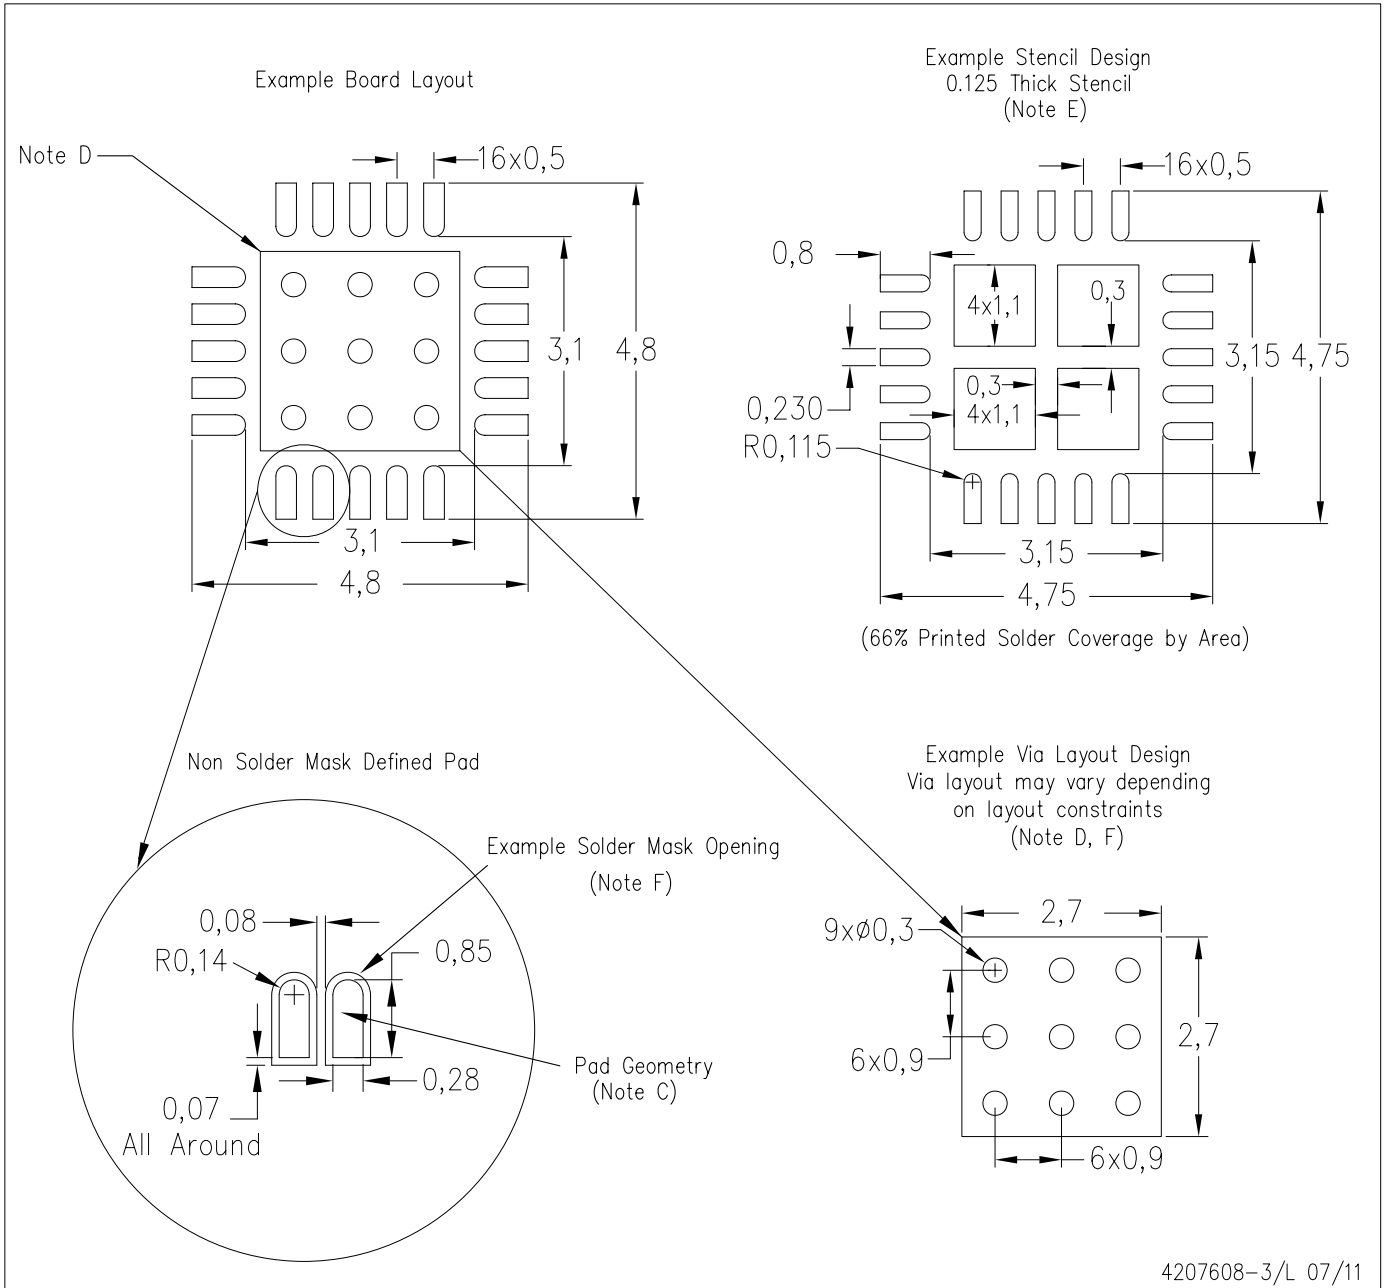 Example Board Layout
Note D
16x0,5
3,1
4,8
3,1
4,8
Example Stencil Design
0.125 Thick Stencil
(Note E)
16x0,5
0,8
4x1,1
0,3
3,15
4,75
0,3
4x1,1
0,230
R0,115
3,15
4,75
(66% Printed Solder Coverage by Area)
Non Solder Mask Defined Pad
Example Solder Mask Opening
(Note F)
0,08
R0,14
0,85
Pad Geometry
(Note C)
0,28
0,07
All Around
Example Via Layout Design
Via layout may vary depending
on layout constraints
(Note D, F)
2,7
9xø0,3
2,7
6x0,9
6x0,9
4207608-3/L 07/11